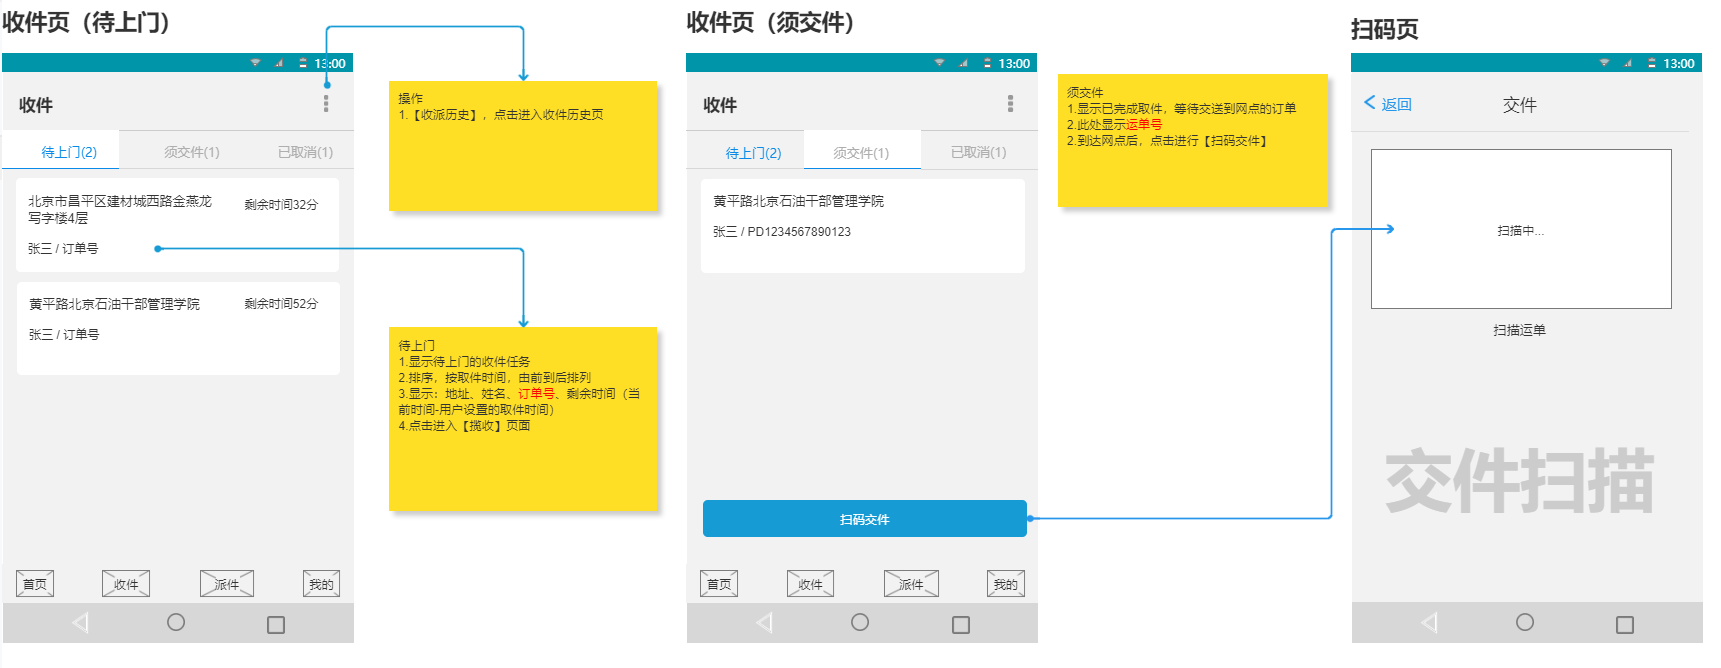 收件页（待上门）
13:00
收件
待上门(2)
须交件(1)
已取消(1)
北京市昌平区建材城西路金燕龙
写字楼4层
剩余时间32分
张三 / 订单号
黄平路北京石油干部管理学院
剩余时间52分
张三 / 订单号
首页
收件
派件
我的
操作
1.【收派历史】，点击进入收件历史页
待上门
1.显示待上门的收件任务
2.排序，按取件时间，由前到后排列
3.显示：地址、姓名、订单号、剩余时间（当
前时间-用户设置的取件时间）
4.点击进入【揽收】页面
收件页（须交件）
13:00
收件
待上门(2)
须交件(1)
已取消(1)
黄平路北京石油干部管理学院
张三 / PD1234567890123
扫码交件
首页
收件
派件
我的
须交件
1.显示已完成取件，等待交送到网点的订单
2.此处显示运单号
2.到达网点后，点击进行【扫码交件】
扫码页
13:00
返回
交件
扫描中...
扫描运单
交件扫描